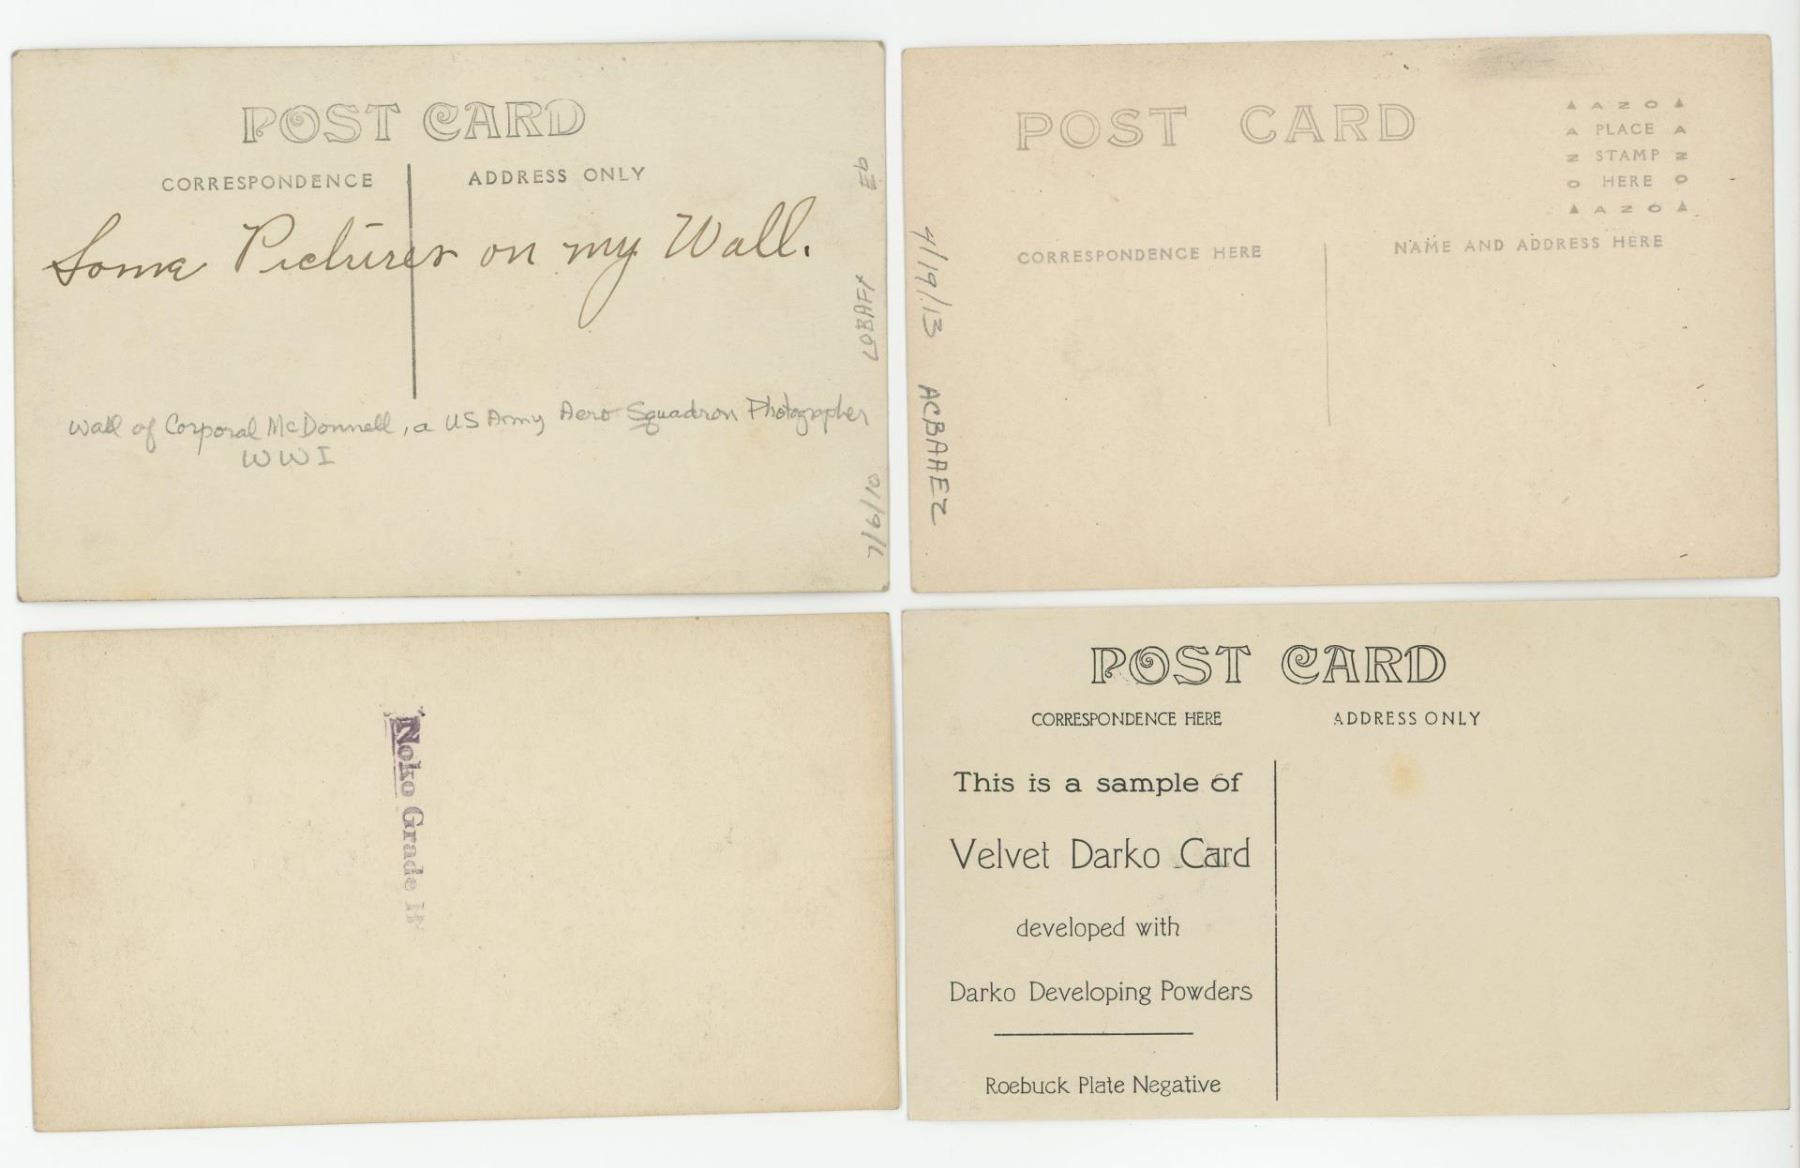 POST CARD
CORRESPONDENCE ADDRESS ONLY
Some Pictures on my Wall.
Wall of Corporal McDonnell, a US Army Aero Squadron Photographer
WWI
7/6/10 LOBAFX E9
POST CARD
A Z O
PLACE
STAMP
HERE
A Z O
CORRESPONDENCE HERE NAME AND ADDRESS HERE
4/19/13 ACBAAEZ
Noko Grade
POST CARD
CORRESPONDENCE HERE ADDRESS ONLY
This is a sample of
Velvet Darko Card
developed with
Darko Developing Powders
Roebuck Plate Negative